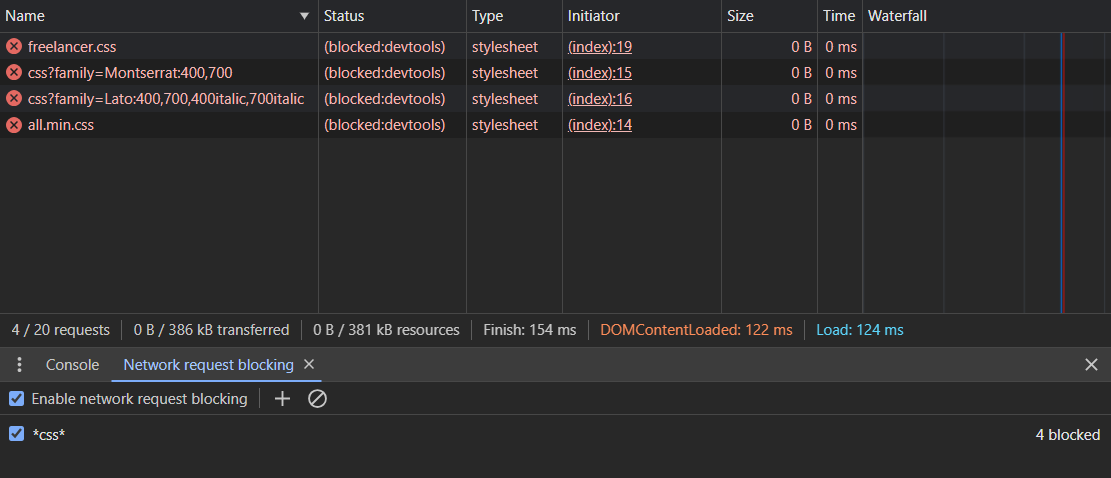 Name Status Type Initiator Size Time Waterfall
freelancer.css (blocked:devtools) stylesheet (index):19 0 B 0 ms
css?family=Montserrat:400,700 (blocked:devtools) stylesheet (index):15 0 B 0 ms
css?family=Lato:400,700,400italic,700italic (blocked:devtools) stylesheet (index):16 0 B 0 ms
all.min.css (blocked:devtools) stylesheet (index):14 0 B 0 ms
4 / 20 requests 0 B / 386 kB transferred 0 B / 381 kB resources Finish: 154 ms DOMContentLoaded: 122 ms Load: 124 ms
Console Network request blocking
Enable network request blocking
*css* 4 blocked